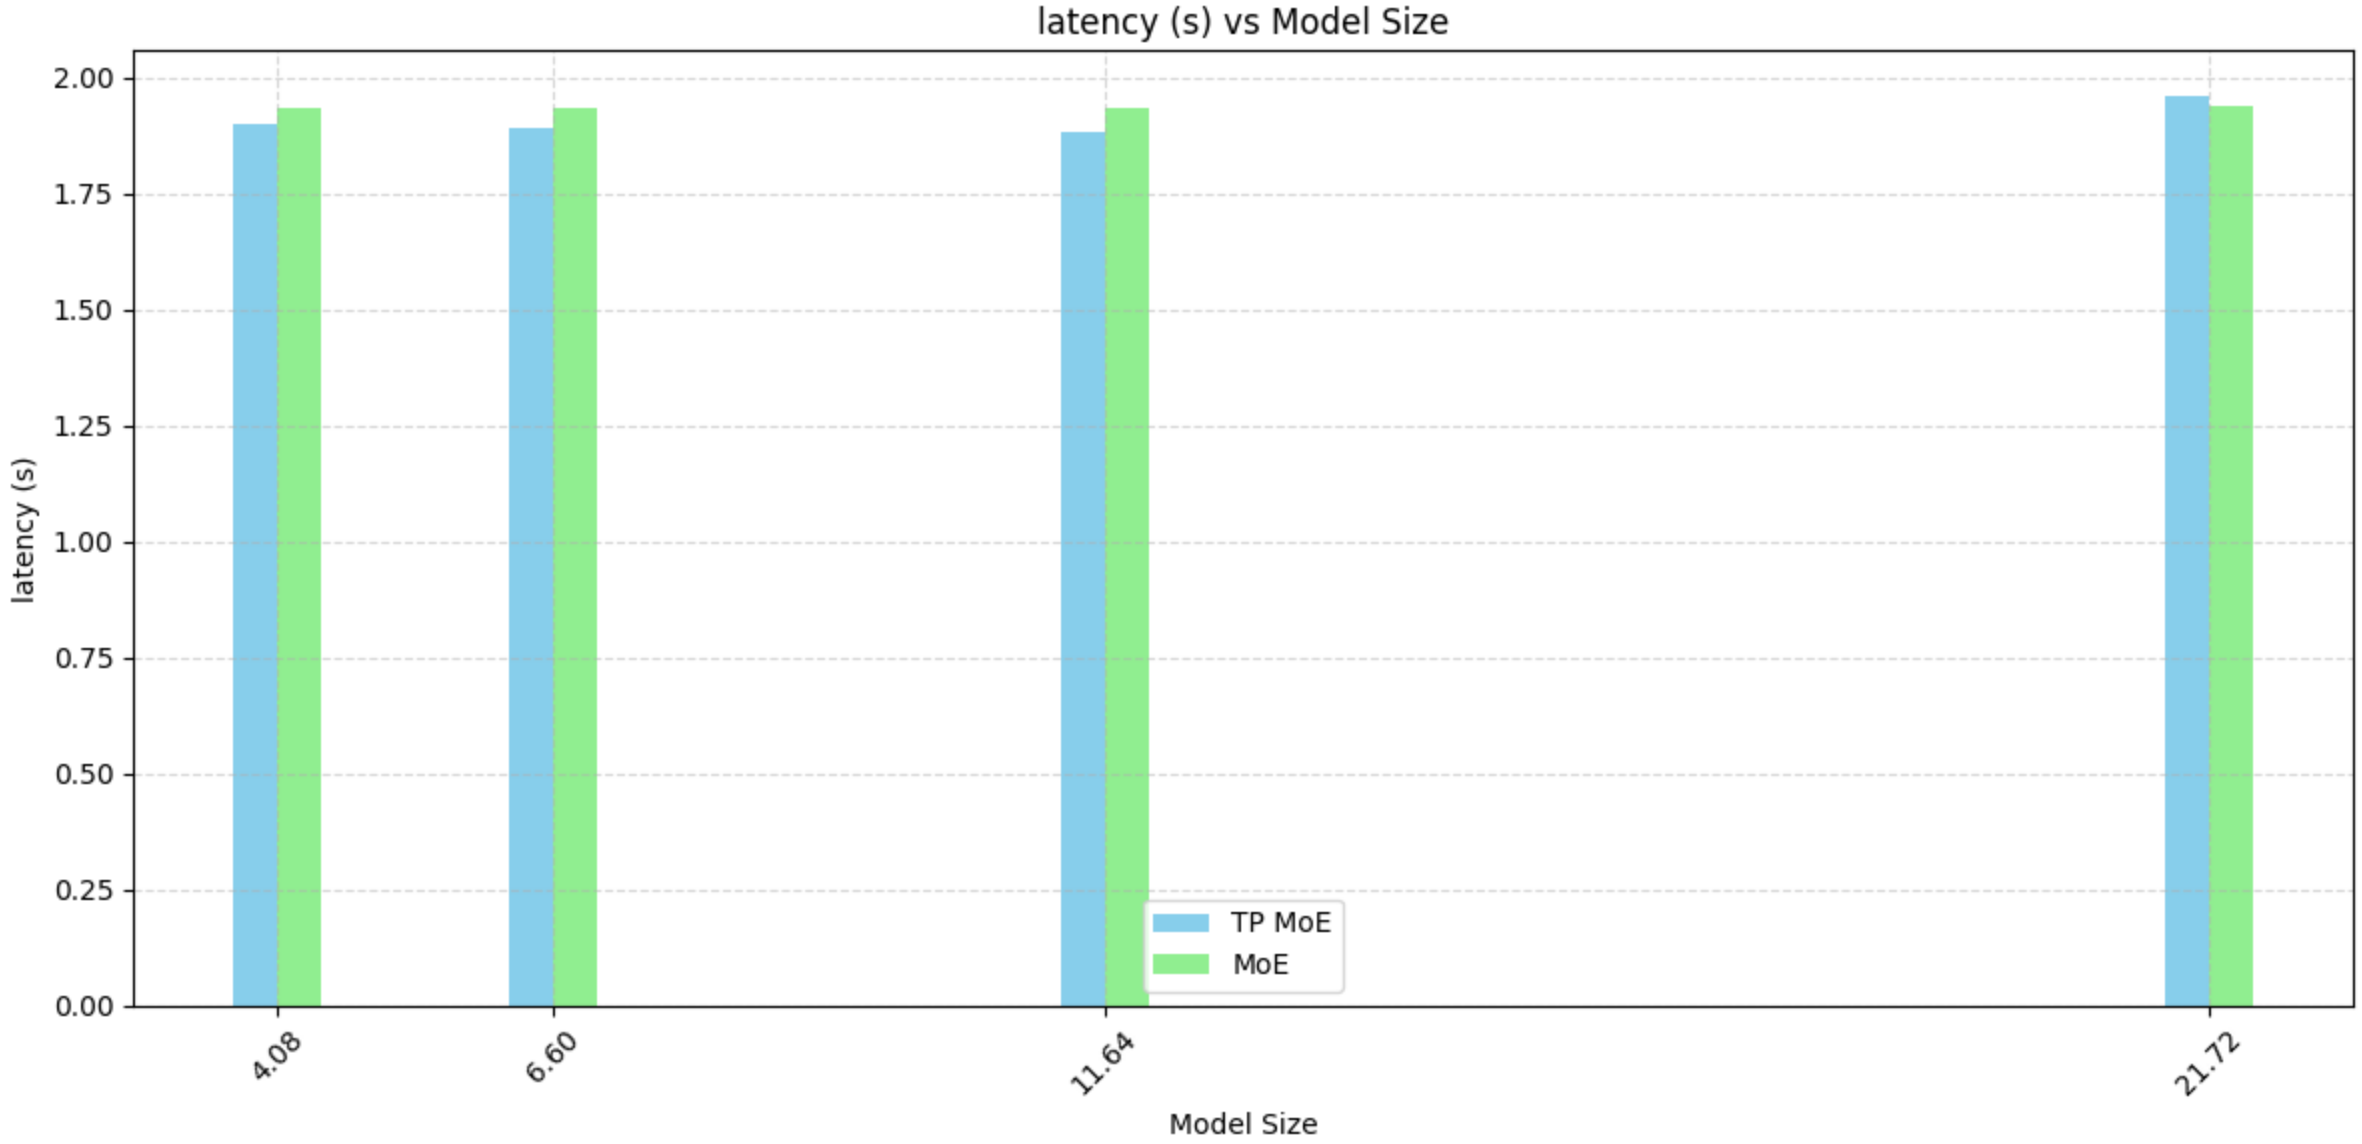 latency (s) vs Model Size
2.00
1.75
1.50
1.25
1.00
0.75
0.50
0.25
0.00
latency (s)
TP MoE
MoE
4.08
6.60
11.64
21.72
Model Size